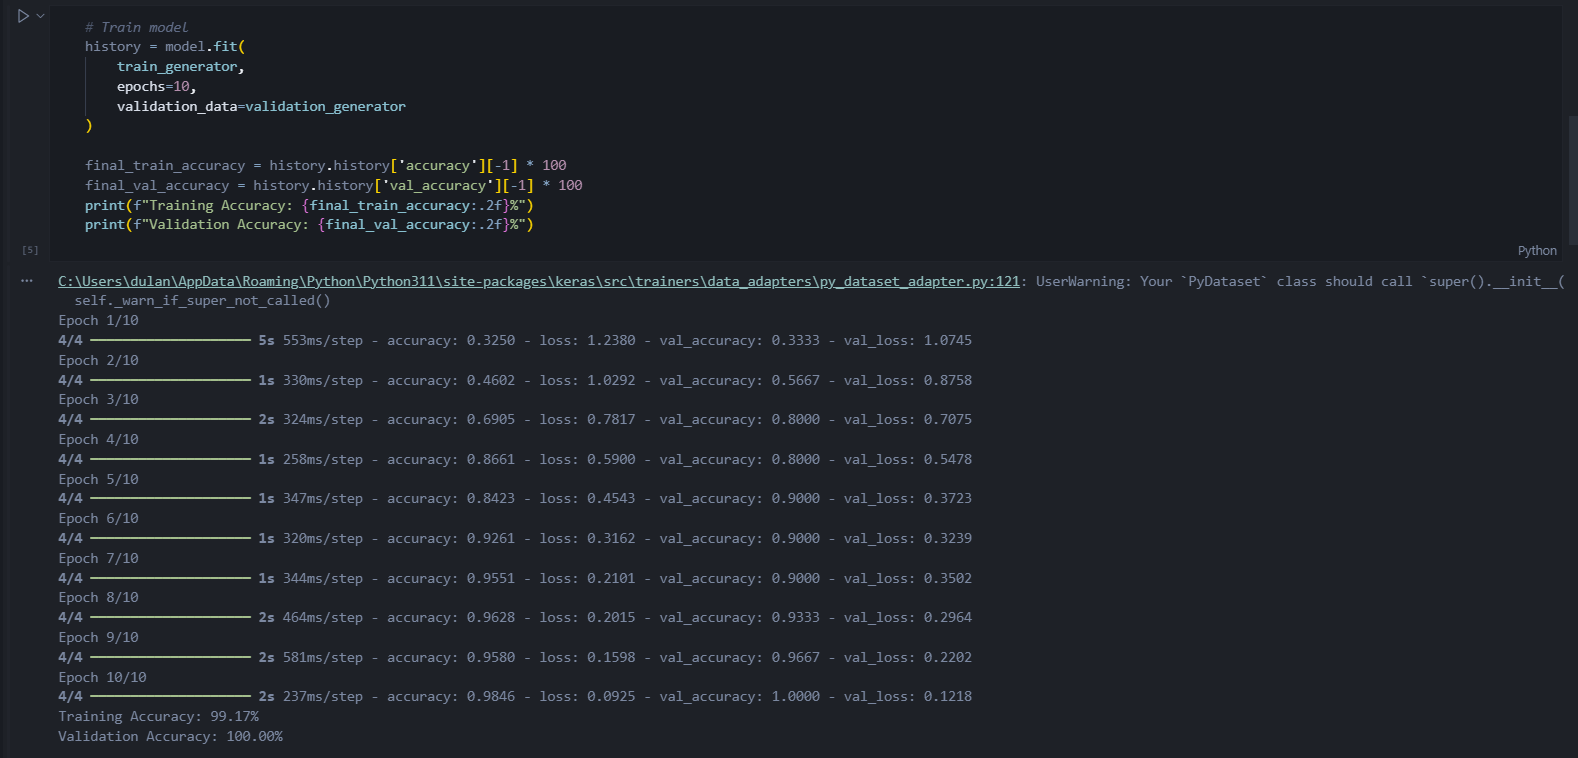 # Train model
history = model.fit(
    train_generator,
    epochs=10,
    validation_data=validation_generator
)
final_train_accuracy = history.history['accuracy'][-1] * 100
final_val_accuracy = history.history['val_accuracy'][-1] * 100
print(f"Training Accuracy: {final_train_accuracy:.2f}%")
print(f"Validation Accuracy: {final_val_accuracy:.2f}%")
[5]
Python
C:\Users\dulan\AppData\Roaming\Python\Python311\site-packages\keras\src\trainers\data_adapters\py_dataset_adapter.py:121: UserWarning: Your `PyDataset` class should call `super().__init__(
  self._warn_if_super_not_called()
Epoch 1/10
4/4 5s 553ms/step - accuracy: 0.3250 - loss: 1.2380 - val_accuracy: 0.3333 - val_loss: 1.0745
Epoch 2/10
4/4 1s 330ms/step - accuracy: 0.4602 - loss: 1.0292 - val_accuracy: 0.5667 - val_loss: 0.8758
Epoch 3/10
4/4 2s 324ms/step - accuracy: 0.6905 - loss: 0.7817 - val_accuracy: 0.8000 - val_loss: 0.7075
Epoch 4/10
4/4 1s 258ms/step - accuracy: 0.8661 - loss: 0.5900 - val_accuracy: 0.8000 - val_loss: 0.5478
Epoch 5/10
4/4 1s 347ms/step - accuracy: 0.8423 - loss: 0.4543 - val_accuracy: 0.9000 - val_loss: 0.3723
Epoch 6/10
4/4 1s 320ms/step - accuracy: 0.9261 - loss: 0.3162 - val_accuracy: 0.9000 - val_loss: 0.3239
Epoch 7/10
4/4 1s 344ms/step - accuracy: 0.9551 - loss: 0.2101 - val_accuracy: 0.9000 - val_loss: 0.3502
Epoch 8/10
4/4 2s 464ms/step - accuracy: 0.9628 - loss: 0.2015 - val_accuracy: 0.9333 - val_loss: 0.2964
Epoch 9/10
4/4 2s 581ms/step - accuracy: 0.9580 - loss: 0.1598 - val_accuracy: 0.9667 - val_loss: 0.2202
Epoch 10/10
4/4 2s 237ms/step - accuracy: 0.9846 - loss: 0.0925 - val_accuracy: 1.0000 - val_loss: 0.1218
Training Accuracy: 99.17%
Validation Accuracy: 100.00%